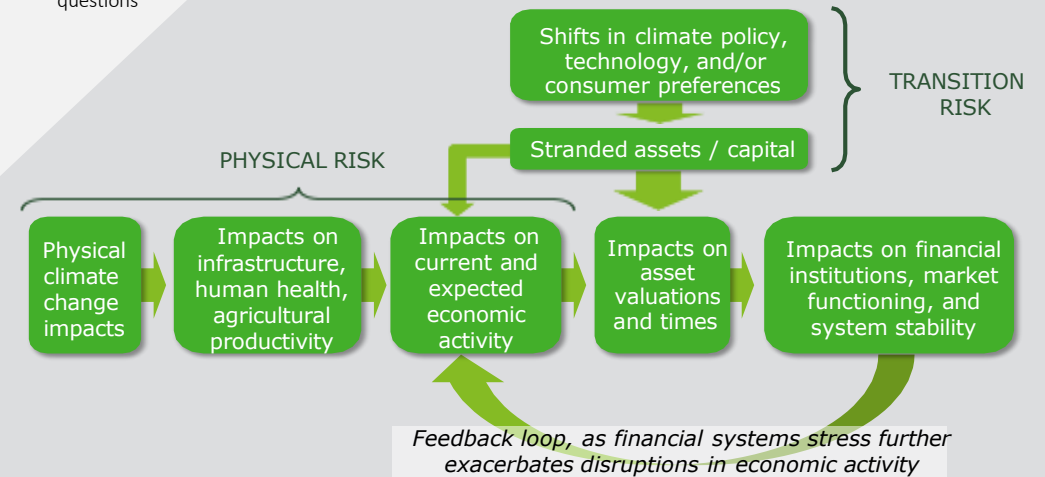 questions
Shifts in climate policy,
technology, and/or
consumer preferences
TRANSITION
RISK
Stranded assets / capital
PHYSICAL RISK
Physical
climate
change
impacts
Impacts on
infrastructure,
human health,
agricultural
productivity
Impacts on
current and
expected
economic
activity
Impacts on
asset
valuations
and times
Impacts on financial
institutions, market
functioning, and
system stability
Feedback loop, as financial systems stress further
exacerbates disruptions in economic activity